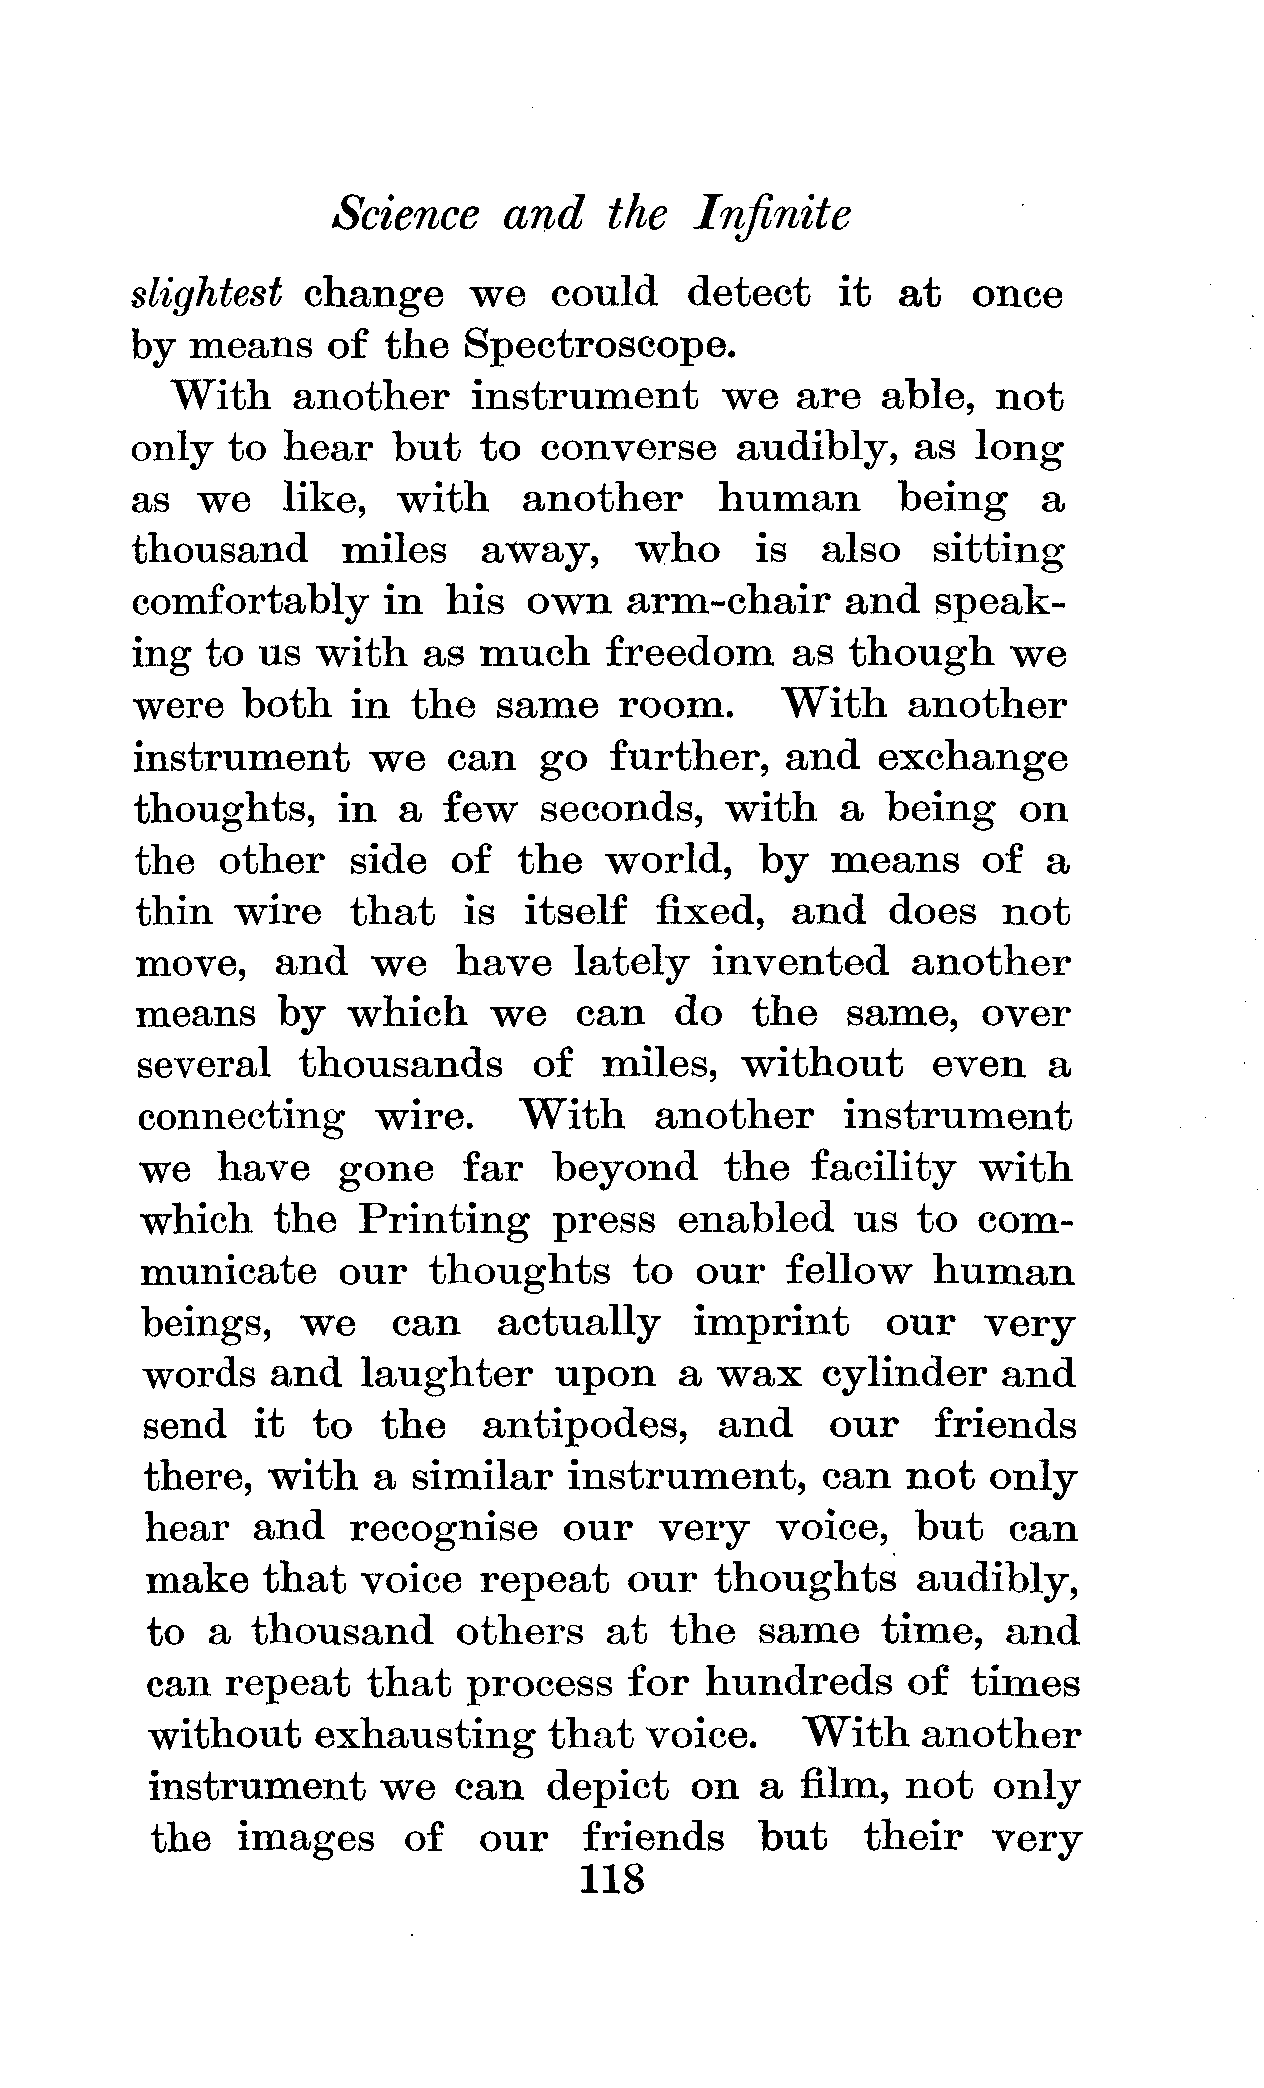 Science and the Infinite
slightest change we could detect it at once
by means of the Spectroscope.
With another instrument we are able, not
only to hear but to converse audibly, as long
as we like, with another human being a
thousand miles away, who is also sitting
comfortably in his own arm-chair and speak-
ing to us with as much freedom as though we
were both in the same room. With another
instrument we can go further, and exchange
thoughts, in a few seconds, with a being on
the other side of the world, by means of a
thin wire that is itself fixed, and does not
move, and we have lately invented another
means by which we can do the same, over
several thousands of miles, without even a
connecting wire. With another instrument
we have gone far beyond the facility with
which the Printing press enabled us to com-
municate our thoughts to our fellow human
beings, we can actually imprint our very
words and laughter upon a wax cylinder and
send it to the antipodes, and our friends
there, with a similar instrument, can not only
hear and recognise our very voice, but can
make that voice repeat our thoughts audibly,
to a thousand others at the same time, and
can repeat that process for hundreds of times
without exhausting that voice. With another
instrument we can depict on a film, not only
the images of our friends but their very
118